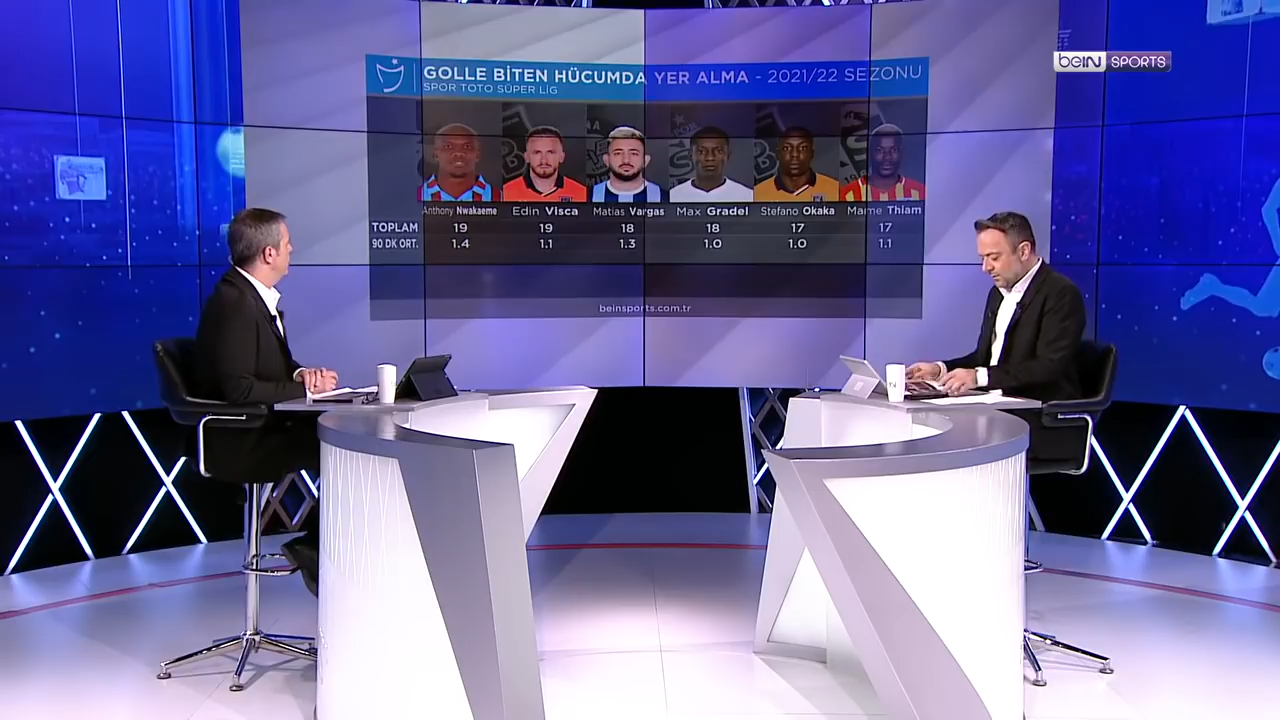 beIN SPORTS
GOLLE BİTEN HÜCUMDA YER ALMA - 2021/22 SEZONU
SPOR TOTO SÜPER LİG
Anthony Nwakaeme Edin Visca Matias Vargas Max Gradel Stefano Okaka Mame Thiam
TOPLAM 19 19 18 18 17 17
90 DK ORT. 1.4 1.1 1.3 1.0 1.0 1.1
beinsports.com.tr